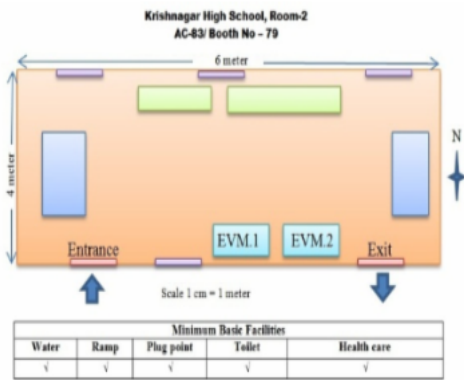 Krishnagar High School, Room-2
AC-83/ Booth No – 79
6 meter
4 meter
N
Entrance
EVM.1
EVM.2
Exit
Scale 1 cm = 1 meter
Minimum Basic Facilities
Water Ramp Plug point Toilet Health care
√ √ √ √ √